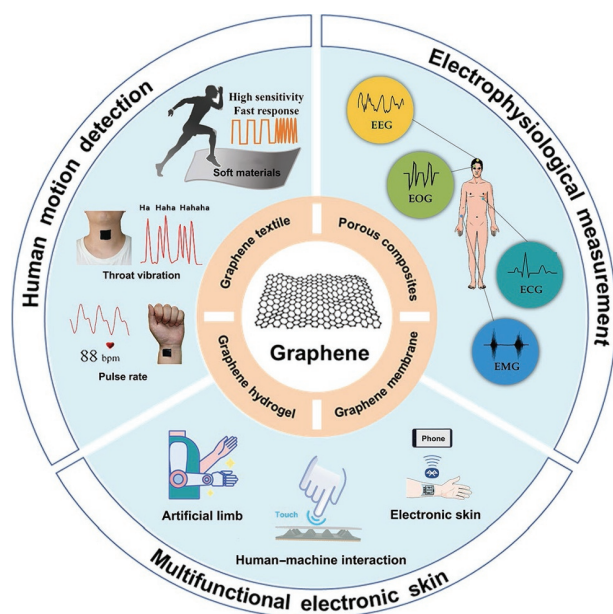 Human motion detection
High sensitivity
Fast response
Soft materials
Ha Haha Hahaha
Throat vibration
88 bpm
Pulse rate
Electrophysiological measurement
EEG
EOG
ECG
EMG
Graphene textile
Porous composites
Graphene
Graphene hydrogel
Graphene membrane
Phone
Artificial limb
Touch
Electronic skin
Human–machine interaction
Multifunctional electronic skin